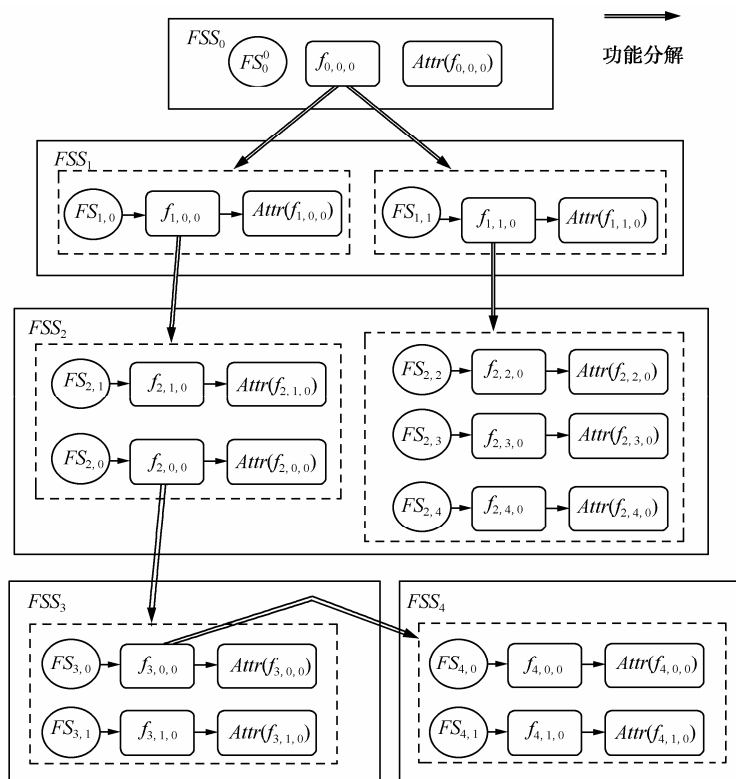 功能分解
FSS₀
FS₀⁰ f₀,₀,₀ Attr(f₀,₀,₀)
FSS₁
FS₁,₀ f₁,₀,₀ Attr(f₁,₀,₀) FS₁,₁ f₁,₁,₀ Attr(f₁,₁,₀)
FSS₂
FS₂,₁ f₂,₁,₀ Attr(f₂,₁,₀)
FS₂,₀ f₂,₀,₀ Attr(f₂,₀,₀)
FS₂,₂ f₂,₂,₀ Attr(f₂,₂,₀)
FS₂,₃ f₂,₃,₀ Attr(f₂,₃,₀)
FS₂,₄ f₂,₄,₀ Attr(f₂,₄,₀)
FSS₃
FS₃,₀ f₃,₀,₀ Attr(f₃,₀,₀)
FS₃,₁ f₃,₁,₀ Attr(f₃,₁,₀)
FSS₄
FS₄,₀ f₄,₀,₀ Attr(f₄,₀,₀)
FS₄,₁ f₄,₁,₀ Attr(f₄,₁,₀)